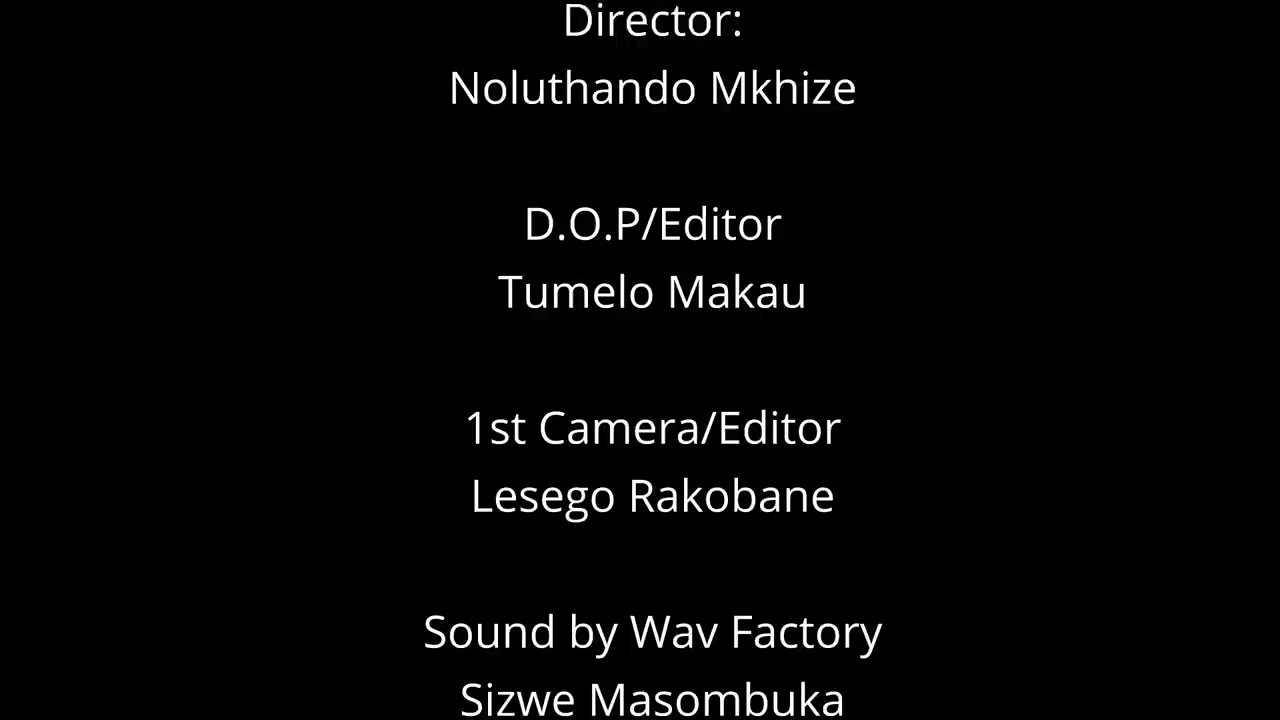 Director:
Noluthando Mkhize
D.O.P/Editor
Tumelo Makau
1st Camera/Editor
Lesego Rakobane
Sound by Wav Factory
Sizwe Masombuka